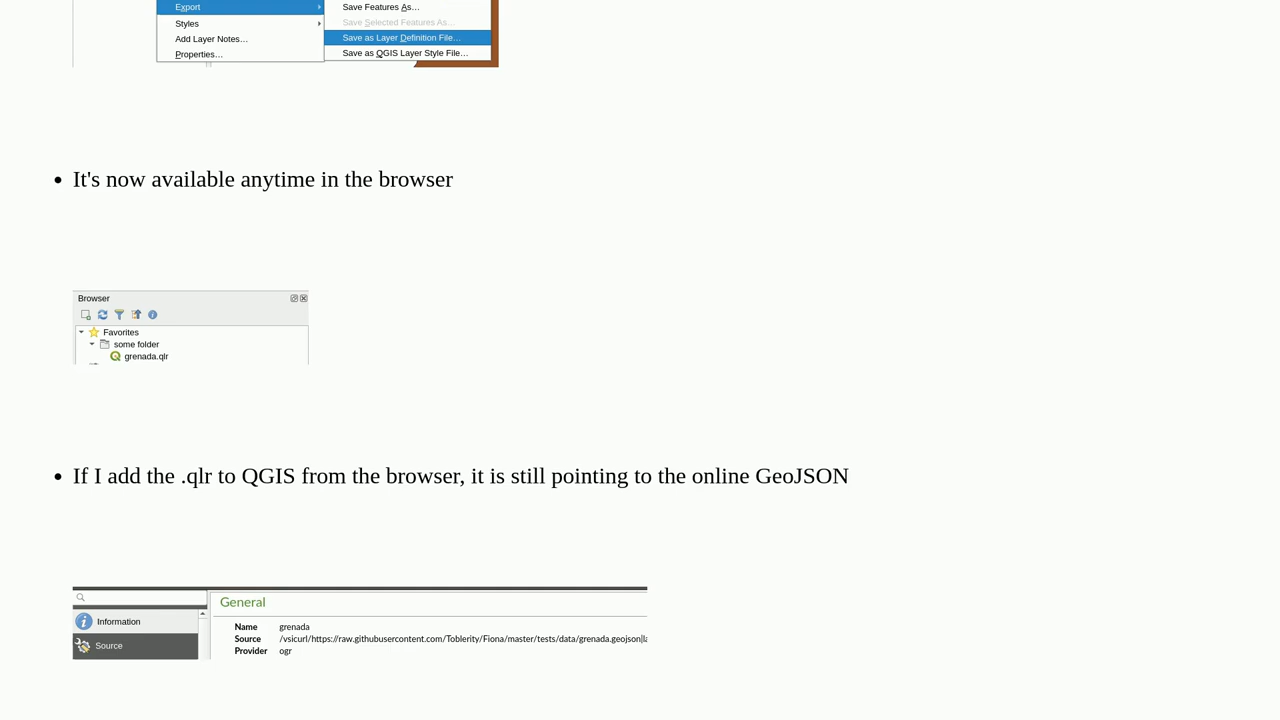 Export
Save Features As…
Styles
Save Selected Features As…
Add Layer Notes…
Save as Layer Definition File…
Properties…
Save as QGIS Layer Style File…
• It's now available anytime in the browser
Browser
Favorites
some folder
grenada.qlr
• If I add the .qlr to QGIS from the browser, it is still pointing to the online GeoJSON
General
Information
Name grenada
Source /vsicurl/https://raw.githubusercontent.com/Toblerity/Fiona/master/tests/data/grenada.geojson|la
Source
Provider ogr